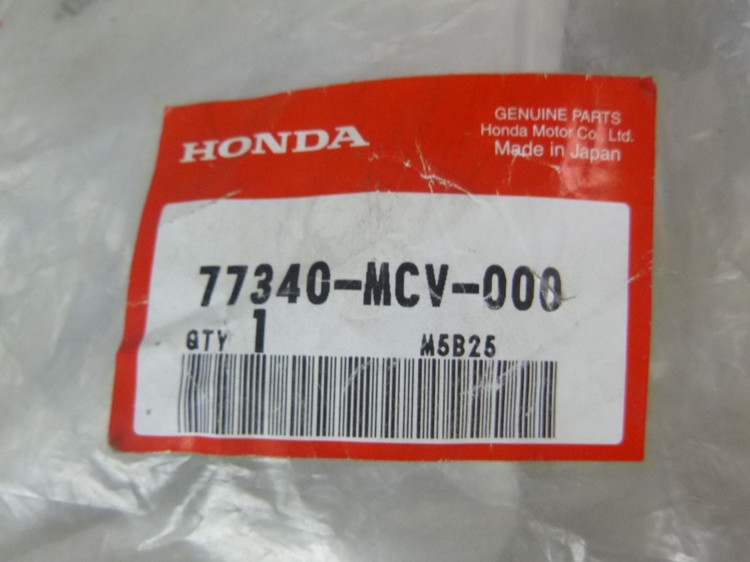 HONDA
GENUINE PARTS
Honda Motor Co., Ltd.
Made in Japan
77340-MCV-000
QTY 1 M5B25